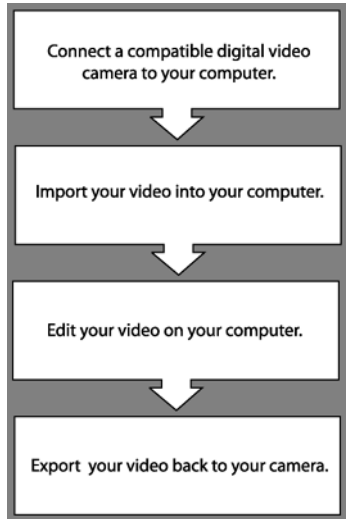 Connect a compatible digital video
camera to your computer.
Import your video into your computer.
Edit your video on your computer.
Export your video back to your camera.